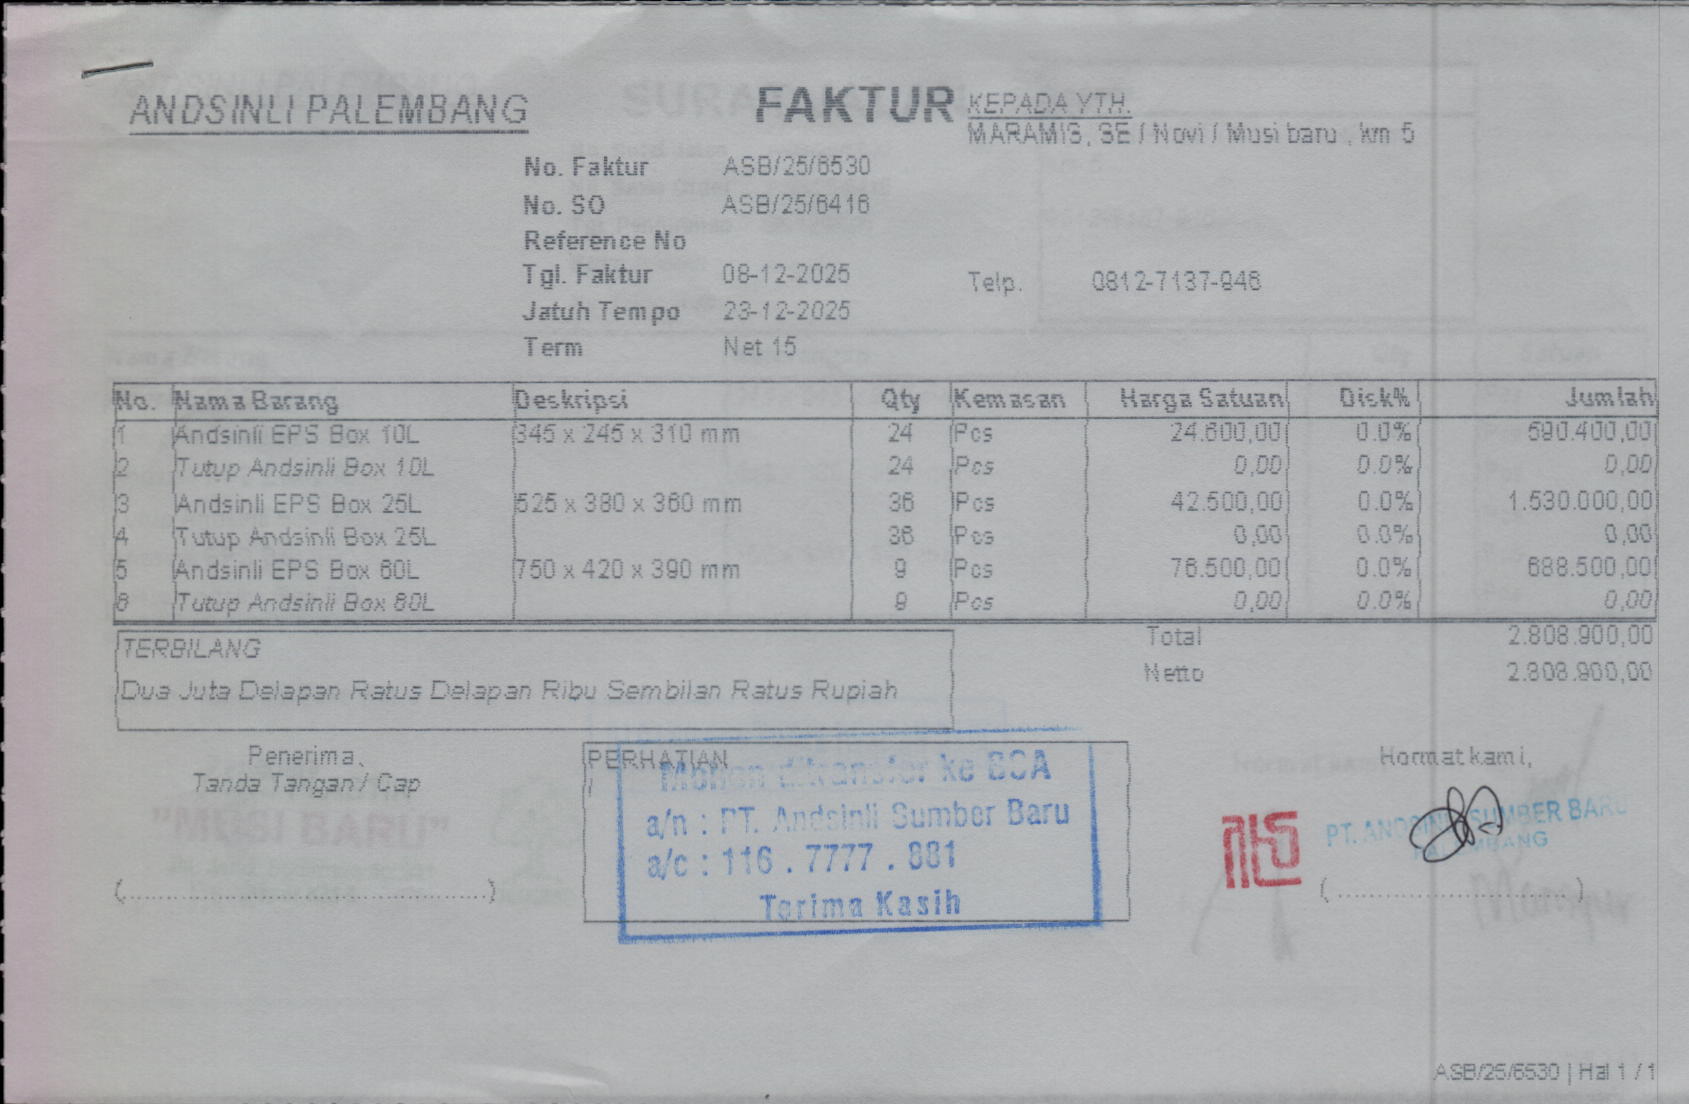 ANDSINLI PALEMBANG
FAKTUR
KEPADA YTH.
MARAMIS, SE / Novi / Musi baru , km 5
No. Faktur ASB/25/6530
No. SO ASB/25/6416
Reference No
Tgl. Faktur 08-12-2025
Telp. 0812-7137-946
Jatuh Tempo 23-12-2025
Term Net 15
No. Nama Barang Deskripsi Qty Kemasan Harga Satuan Disk% Jumlah
1 Andsinli EPS Box 10L 345 x 245 x 310 mm 24 Pcs 24.600,00 0.0% 590.400,00
2 Tutup Andsinli Box 10L 24 Pcs 0,00 0.0% 0,00
3 Andsinli EPS Box 25L 525 x 380 x 360 mm 36 Pcs 42.500,00 0.0% 1.530.000,00
4 Tutup Andsinli Box 25L 36 Pcs 0,00 0.0% 0,00
5 Andsinli EPS Box 60L 750 x 420 x 390 mm 9 Pcs 76.500,00 0.0% 688.500,00
6 Tutup Andsinli Box 60L 9 Pcs 0,00 0.0% 0,00
Total 2.808.900,00
Netto 2.808.900,00
TERBILANG
Dua Juta Delapan Ratus Delapan Ribu Sembilan Ratus Rupiah
Penerima,
Tanda Tangan / Cap
"MUSI BARU"
(....................................)
PERHATIAN
Mohon ditransfer ke BCA
a/n : PT. Andsinli Sumber Baru
a/c : 116 . 7777 . 881
Terima Kasih
Hormat kami,
PT. ANDSINLI SUMBER BARU
PALEMBANG
(....................................)
ASB/25/6530 | Hal 1 / 1